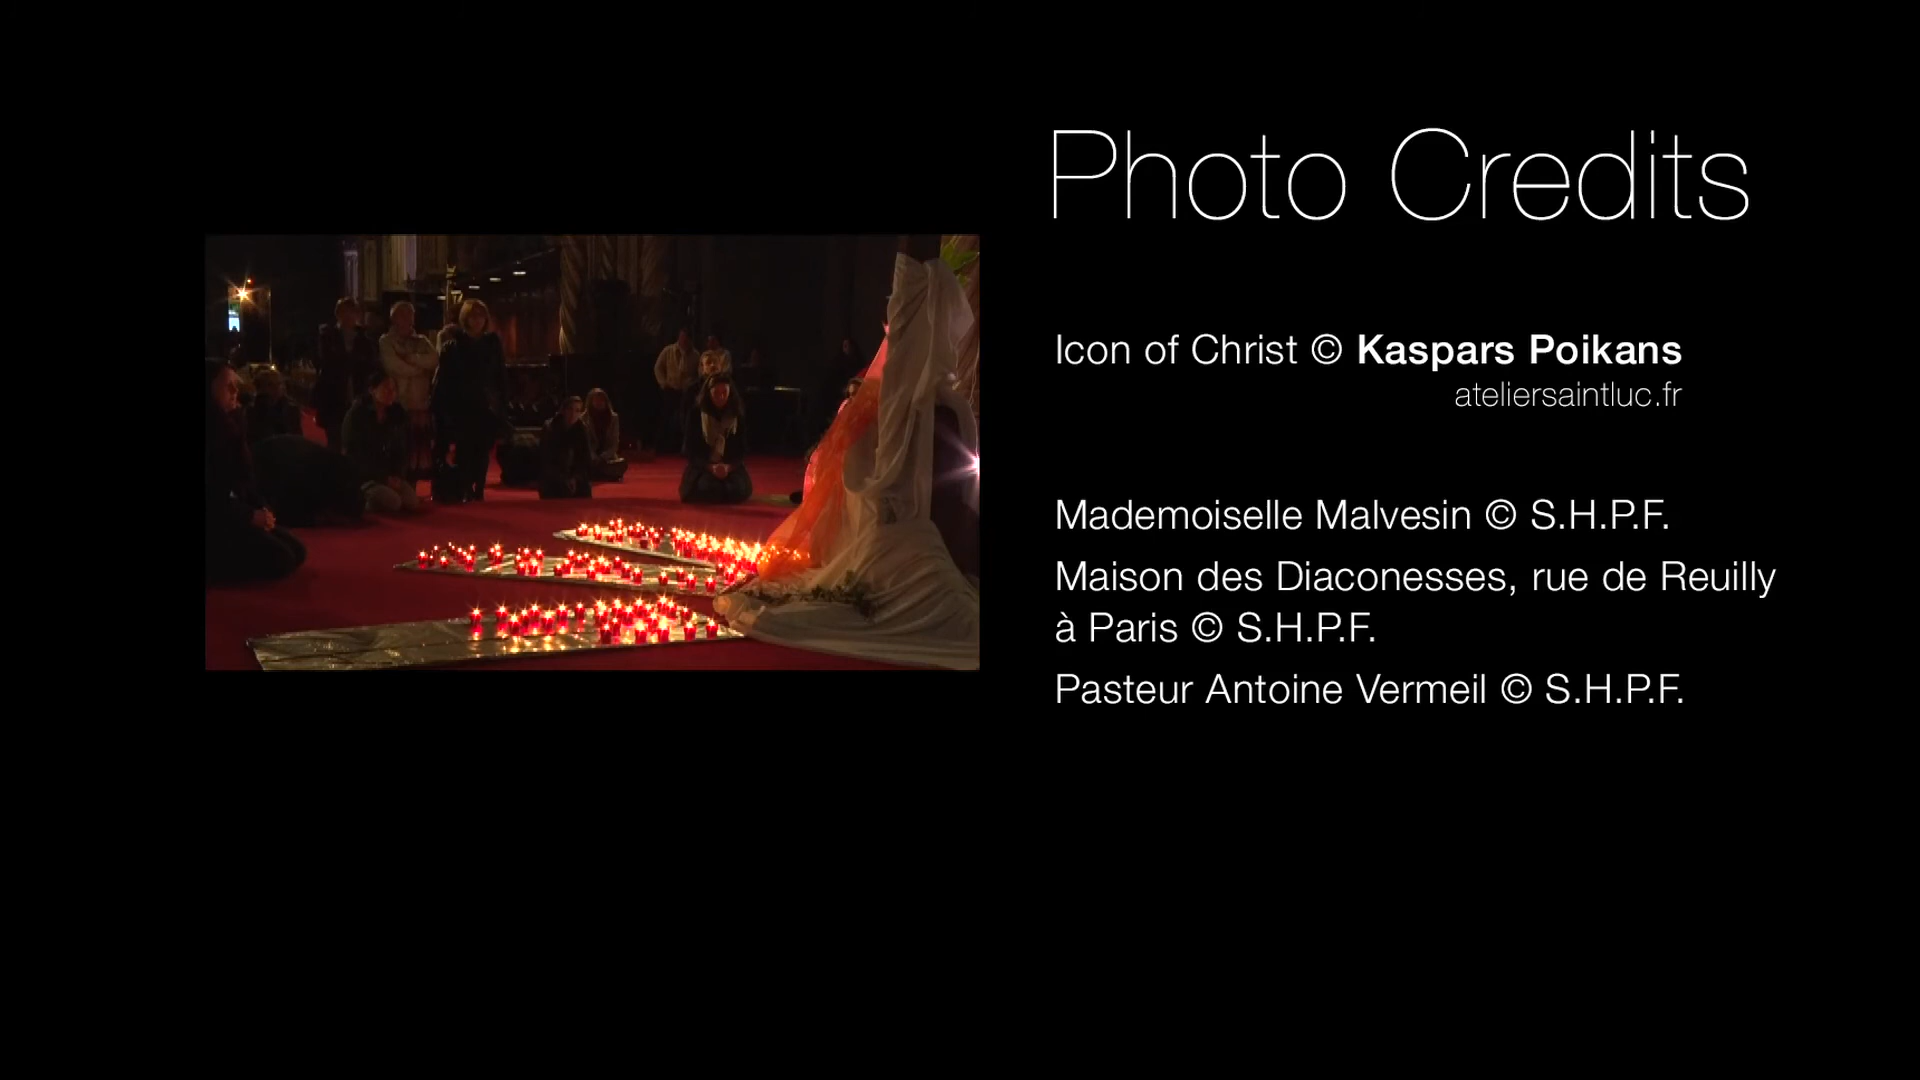 Photo Credits
Icon of Christ © Kaspars Poikans
ateliersaintluc.fr
Mademoiselle Malvesin © S.H.P.F.
Maison des Diaconesses, rue de Reuilly
à Paris © S.H.P.F.
Pasteur Antoine Vermeil © S.H.P.F.